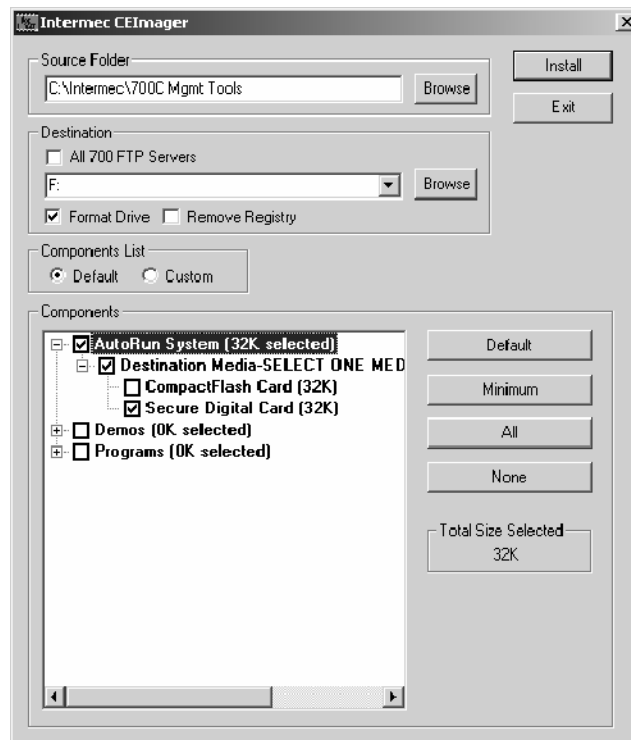 Intermec CEImager
Source Folder
C:\Intermec\700C Mgmt Tools
Browse
Install
Exit
Destination
All 700 FTP Servers
F:
Browse
Format Drive
Remove Registry
Components List
Default
Custom
Components
AutoRun System (32K selected)
Destination Media-SELECT ONE MED
CompactFlash Card (32K)
Secure Digital Card (32K)
Demos (0K selected)
Programs (0K selected)
Default
Minimum
All
None
Total Size Selected
32K